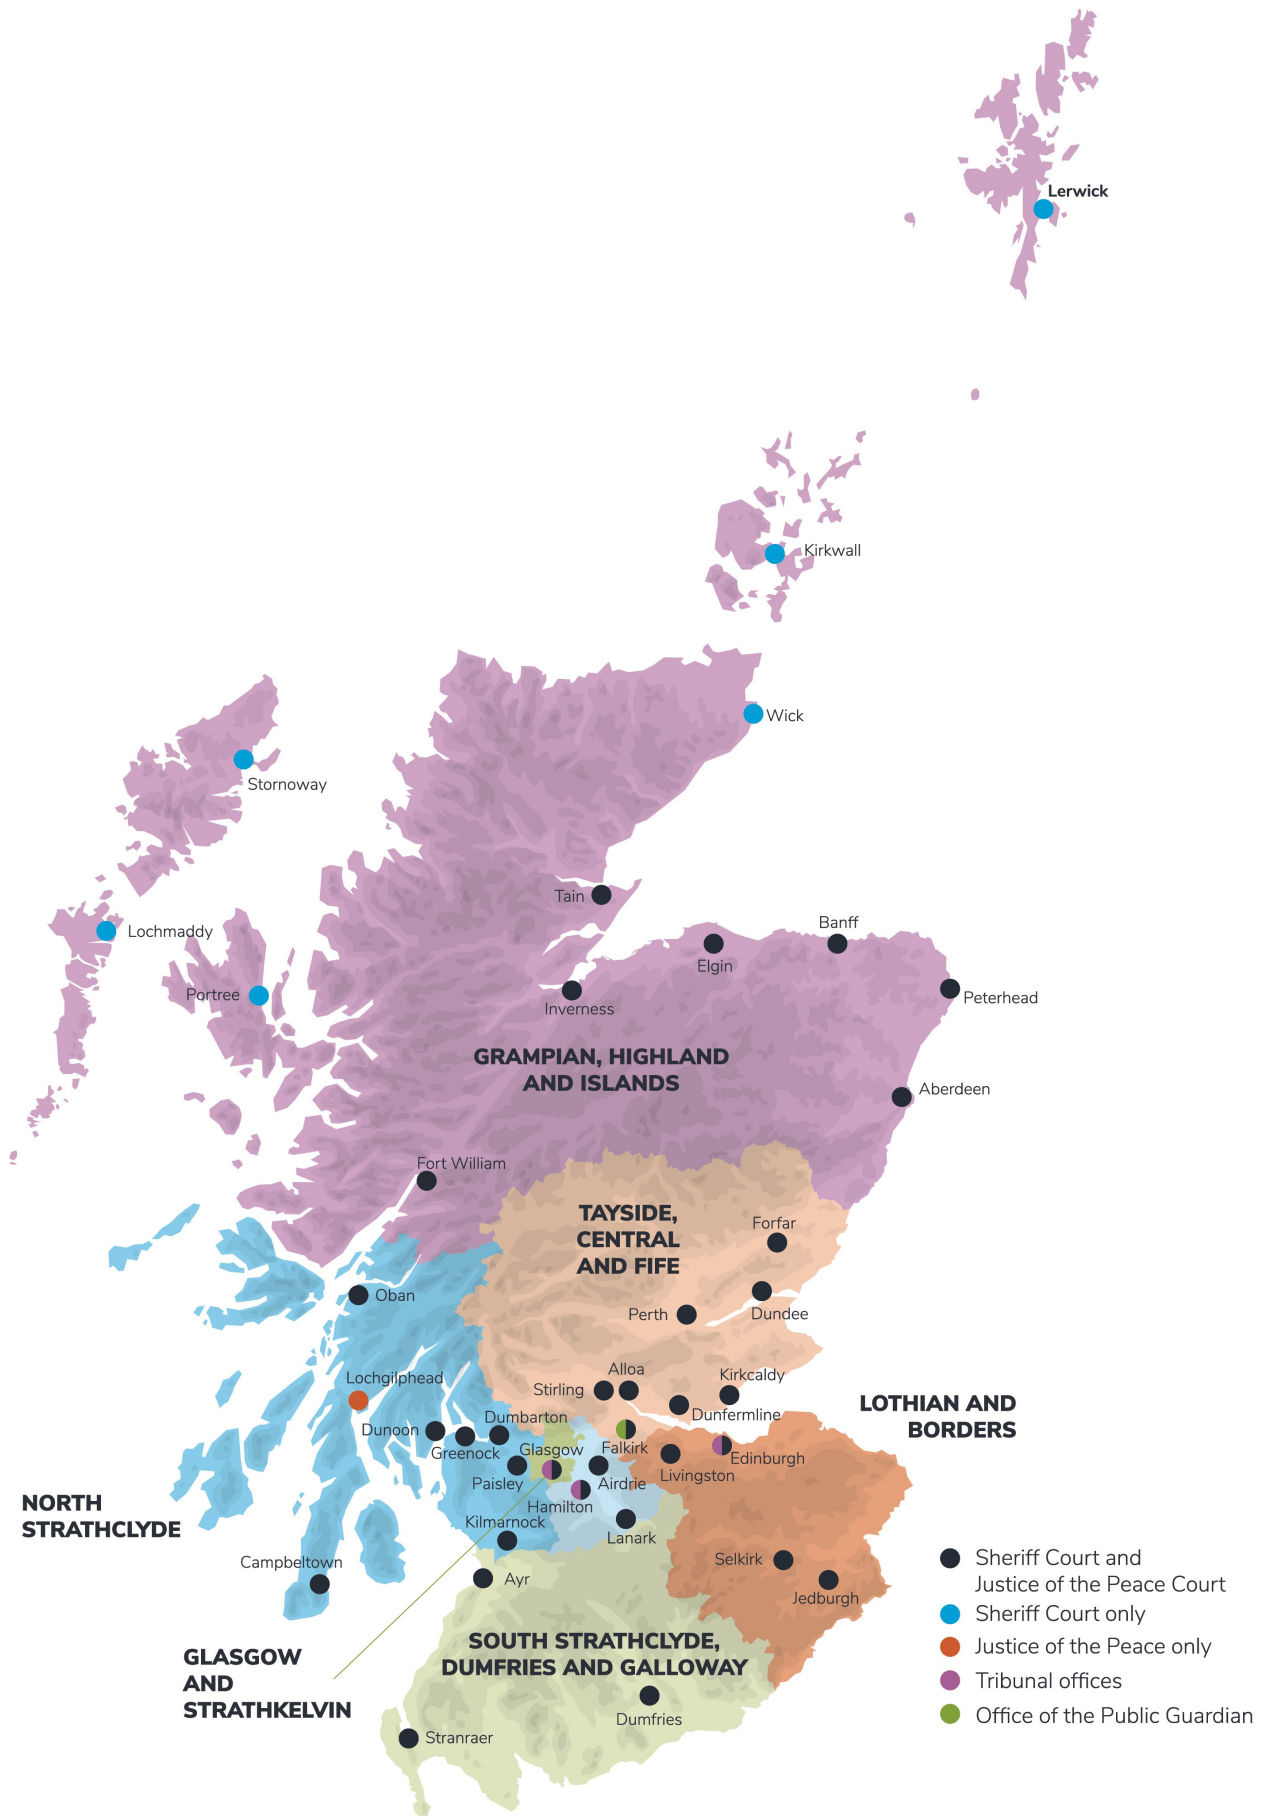 Lerwick
Kirkwall
Wick
Stornoway
Tain
Banff
Lochmaddy
Elgin
Portree
Peterhead
Inverness
GRAMPIAN, HIGHLAND
AND ISLANDS
Aberdeen
Fort William
TAYSIDE,
CENTRAL
AND FIFE
Forfar
Oban
Perth
Dundee
Alloa
Lochgilphead
Stirling
Kirkcaldy
LOTHIAN AND
BORDERS
Dunfermline
Dumbarton
Dunoon
Greenock
Glasgow
Falkirk
Edinburgh
Livingston
Paisley
Airdrie
Hamilton
NORTH
STRATHCLYDE
Kilmarnock
Lanark
Campbeltown
Selkirk
Ayr
Jedburgh
Sheriff Court and
Justice of the Peace Court
Sheriff Court only
Justice of the Peace only
Tribunal offices
Office of the Public Guardian
GLASGOW
AND
STRATHKELVIN
SOUTH STRATHCLYDE,
DUMFRIES AND GALLOWAY
Dumfries
Stranraer